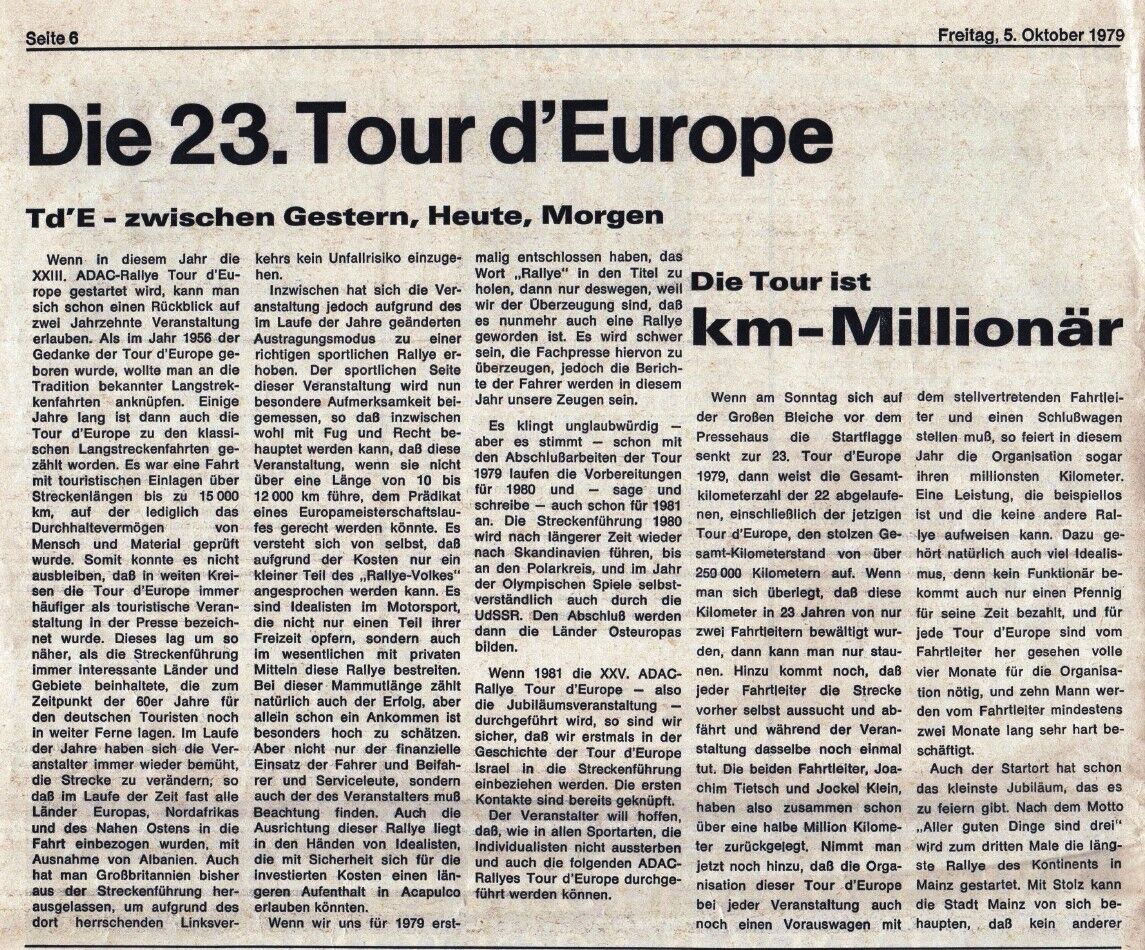 Seite 6
Freitag, 5. Oktober 1979
Die 23. Tour d'Europe
Td'E – zwischen Gestern, Heute, Morgen
Wenn in diesem Jahr die
XXIII. ADAC-Rallye Tour d'Eu-
rope gestartet wird, kann man
sich schon einen Rückblick auf
zwei Jahrzehnte Veranstaltung
erlauben. Als im Jahr 1956 der
Gedanke der Tour d'Europe ge-
boren wurde, wollte man an die
Tradition bekannter Langstrek-
kenfahrten anknüpfen. Einige
Jahre lang ist dann auch die
Tour d'Europe zu den klassi-
schen Langstreckenfahrten ge-
zählt worden. Es war eine Fahrt
mit touristischen Einlagen über
Streckenlängen bis zu 15 000
km, auf der lediglich das
Durchhaltevermögen von
Mensch und Material geprüft
wurde. Somit konnte es nicht
ausbleiben, daß in weiten Krei-
sen die Tour d'Europe immer
häufiger als touristische Veran-
staltung in der Presse bezeich-
net wurde. Dieses lag um so
näher, als die Streckenführung
immer interessante Länder und
Gebiete beinhaltete, die zum
Zeitpunkt der 60er Jahre für
den deutschen Touristen noch
in weiter Ferne lagen. Im Laufe
der Jahre haben sich die Ver-
anstalter immer wieder bemüht,
die Strecke zu verändern, so
daß im Laufe der Zeit fast alle
Länder Europas, Nordafrikas
und des Nahen Ostens in die
Fahrt einbezogen wurden, mit
Ausnahme von Albanien. Auch
hat man Großbritannien bisher
aus der Streckenführung her-
ausgelassen, um aufgrund des
dort herrschenden Linksver-
kehrs kein Unfallrisiko einzuge-
hen.
Inzwischen hat sich die Ver-
anstaltung jedoch aufgrund des
im Laufe der Jahre geänderten
Austragungsmodus zu einer
richtigen sportlichen Rallye er-
hoben. Der sportlichen Seite
dieser Veranstaltung wird nun
besondere Aufmerksamkeit bei-
gemessen, so daß inzwischen
wohl mit Fug und Recht be-
hauptet werden kann, daß diese
Veranstaltung, wenn sie nicht
über eine Länge von 10 bis
12 000 km führe, dem Prädikat
eines Europameisterschaftslau-
fes gerecht werden könnte. Es
versteht sich von selbst, daß
aufgrund der Kosten nur ein
kleiner Teil des „Rallye-Volkes“
angesprochen werden kann. Es
sind Idealisten im Motorsport,
die nicht nur einen Teil ihrer
Freizeit opfern, sondern auch
im wesentlichen mit privaten
Mitteln diese Rallye bestreiten.
Bei dieser Mammutlänge zählt
natürlich auch der Erfolg, aber
allein schon ein Ankommen ist
besonders hoch zu schätzen.
Aber nicht nur der finanzielle
Einsatz der Fahrer und Beifah-
rer und Serviceleute, sondern
auch der des Veranstalters muß
Beachtung finden. Auch die
Ausrichtung dieser Rallye liegt
in den Händen von Idealisten,
die mit Sicherheit sich für die
investierten Kosten einen län-
geren Aufenthalt in Acapulco
erlauben könnten.
Wenn wir uns für 1979 erst-
malig entschlossen haben, das
Wort „Rallye“ in den Titel zu
holen, dann nur deswegen, weil
wir der Überzeugung sind, daß
es nunmehr auch eine Rallye
geworden ist. Es wird schwer
sein, die Fachpresse hiervon zu
überzeugen, jedoch die Berich-
te der Fahrer werden in diesem
Jahr unsere Zeugen sein.
Es klingt unglaubwürdig —
aber es stimmt — schon mit
den Abschlußarbeiten der Tour
1979 laufen die Vorbereitungen
für 1980 und — sage und
schreibe — auch schon für 1981
an. Die Streckenführung 1980
wird nach längerer Zeit wieder
nach Skandinavien führen, bis
an den Polarkreis, und im Jahr
der Olympischen Spiele selbst-
verständlich auch durch die
UdSSR. Den Abschluß werden
dann die Länder Osteuropas
bilden.
Wenn 1981 die XXV. ADAC-
Rallye Tour d'Europe — also
die Jubiläumsveranstaltung —
durchgeführt wird, so sind wir
sicher, daß wir erstmals in der
Geschichte der Tour d'Europe
Israel in die Streckenführung
einbeziehen werden. Die ersten
Kontakte sind bereits geknüpft.
Der Veranstalter will hoffen,
daß, wie in allen Sportarten, die
Individualisten nicht aussterben
und auch die folgenden ADAC-
Rallyes Tour d'Europe durchge-
führt werden können.
Die Tour ist
km-Millionär
Wenn am Sonntag sich auf
der Großen Bleiche vor dem
Pressehaus die Startflagge
senkt zur 23. Tour d'Europe
1979, dann weist die Gesamt-
kilometerzahl der 22 abgelaufe-
nen, einschließlich der jetzigen
Tour d'Europe, den stolzen Ge-
samt-Kilometerstand von über
250 000 Kilometern auf. Wenn
man sich überlegt, daß diese
Kilometer in 23 Jahren von nur
zwei Fahrtleitern bewältigt wur-
den, dann kann man nur stau-
nen. Hinzu kommt noch, daß
jeder Fahrtleiter die Strecke
vorher selbst aussucht und ab-
fährt und während der Veran-
staltung dasselbe noch einmal
tut. Die beiden Fahrtleiter, Joa-
chim Tietsch und Jockel Klein,
haben also zusammen schon
über eine halbe Million Kilome-
ter zurückgelegt. Nimmt man
jetzt noch hinzu, daß die Orga-
nisation dieser Tour d'Europe
bei jeder Veranstaltung auch
noch einen Vorauswagen mit
dem stellvertretenden Fahrtlei-
ter und einen Schlußwagen
stellen muß, so feiert in diesem
Jahr die Organisation sogar
ihren millionsten Kilometer.
Eine Leistung, die beispiellos
ist und die keine andere Ral-
lye aufweisen kann. Dazu ge-
hört natürlich auch viel Idealis-
mus, denn kein Funktionär be-
kommt auch nur einen Pfennig
für seine Zeit bezahlt, und für
jede Tour d'Europe sind vom
Fahrtleiter her gesehen volle
vier Monate für die Organisa-
tion nötig, und zehn Mann wer-
den vom Fahrtleiter mindestens
zwei Monate lang sehr hart be-
schäftigt.
Auch der Startort hat schon
das kleinste Jubiläum, das es
zu feiern gibt. Nach dem Motto
„Aller guten Dinge sind drei“
wird zum dritten Male die läng-
ste Rallye des Kontinents in
Mainz gestartet. Mit Stolz kann
die Stadt Mainz von sich be-
haupten, daß kein anderer